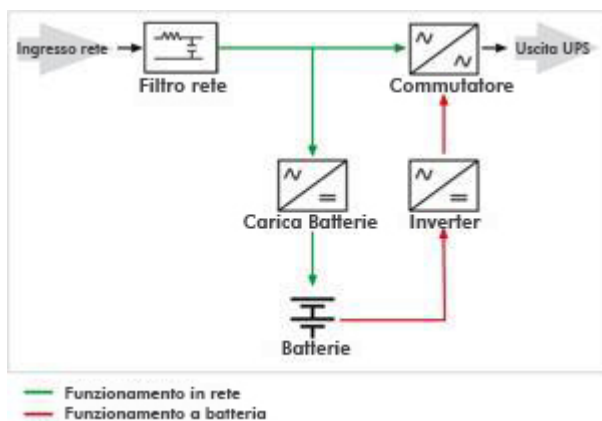 Ingresso rete
Uscita UPS
Filtro rete
Commutatore
Carica Batterie
Inverter
Batterie
Funzionamento in rete
Funzionamento a batteria